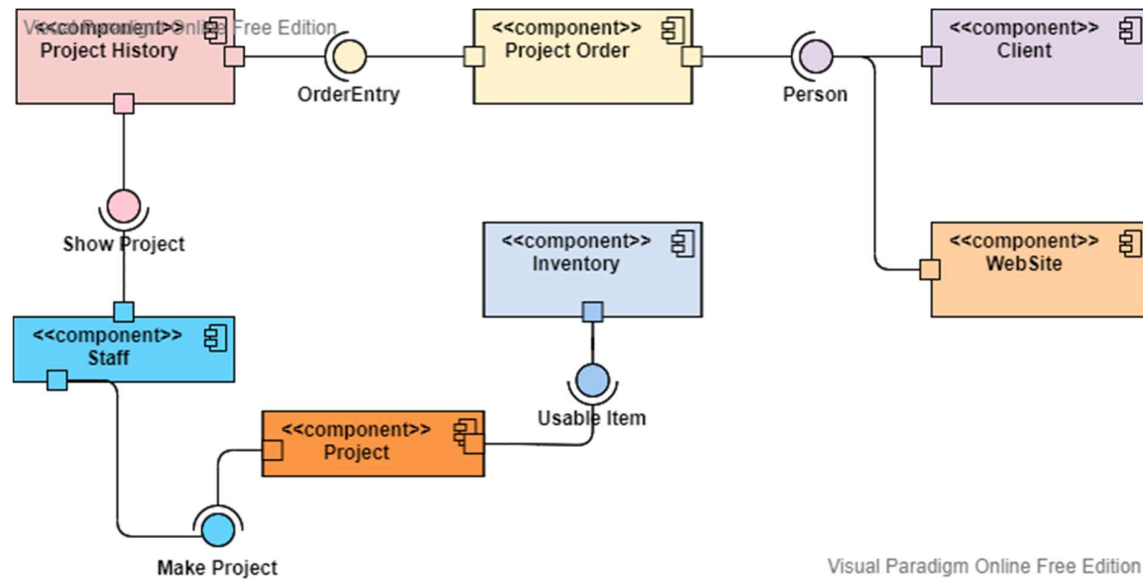 Visual Paradigm Online Free Edition
<<component>>
Project History
<<component>>
Project Order
<<component>>
Client
OrderEntry
Person
Show Project
<<component>>
Inventory
<<component>>
WebSite
<<component>>
Staff
Usable Item
<<component>>
Project
Make Project
Visual Paradigm Online Free Edition